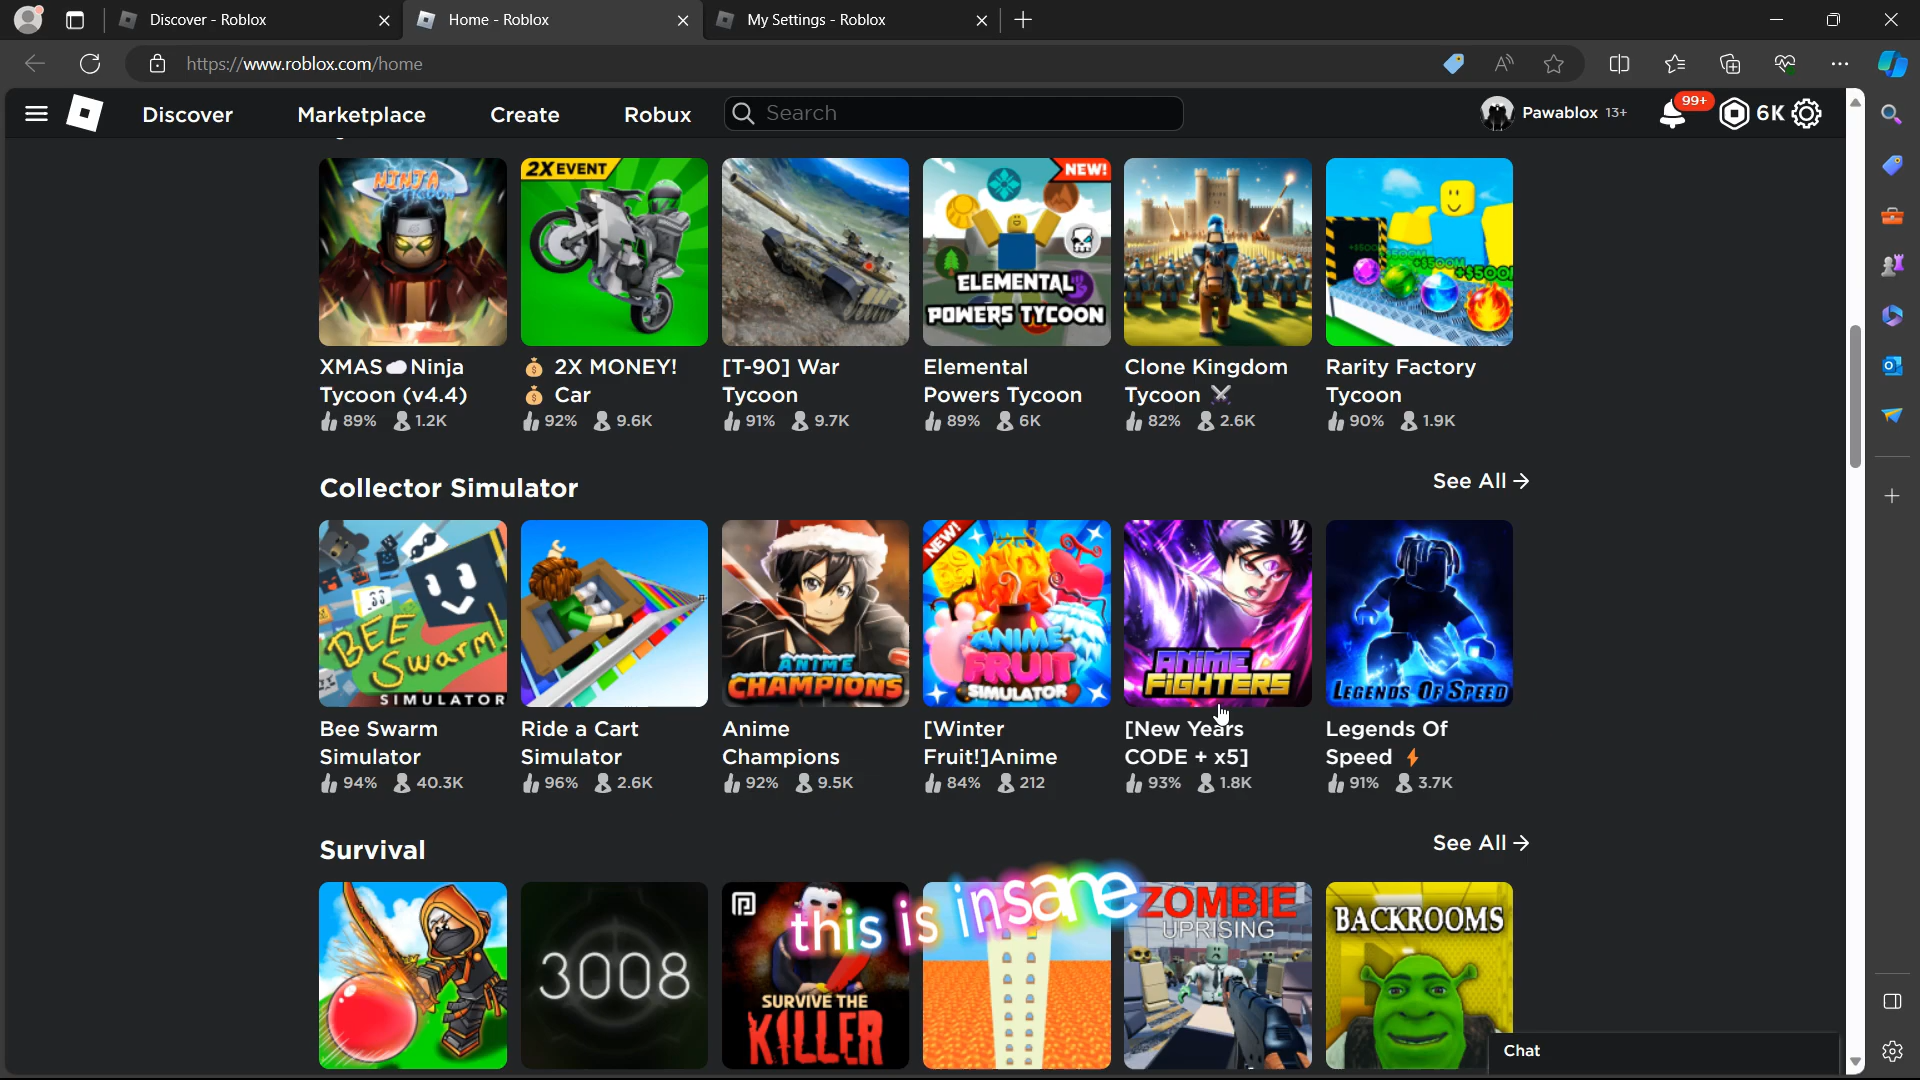 Discover - Roblox
Home - Roblox
My Settings - Roblox
https://www.roblox.com/home
Discover
Marketplace
Create
Robux
Search
Pawablox 13+
99+
6K
NINJA
TYCOON
2X EVENT
NEW!
ELEMENTAL
POWERS TYCOON
+$500M
XMAS☁Ninja
Tycoon (v4.4)
89% 1.2K
💰 2X MONEY!
💰 Car
92% 9.6K
[T-90] War
Tycoon
91% 9.7K
Elemental
Powers Tycoon
89% 6K
Clone Kingdom
Tycoon ⚔
82% 2.6K
Rarity Factory
Tycoon
90% 1.9K
Collector Simulator
See All →
BEE
Swarm!
SIMULATOR
ANIME
CHAMPIONS
NEW!
ANIME
FRUIT
SIMULATOR
ANIME
FIGHTERS
LEGENDS OF SPEED
Bee Swarm
Simulator
94% 40.3K
Ride a Cart
Simulator
96% 2.6K
Anime
Champions
92% 9.5K
[Winter
Fruit!]Anime
84% 212
[New Years
CODE + x5]
93% 1.8K
Legends Of
Speed ⚡
91% 3.7K
Survival
See All →
3008
SURVIVE THE
KILLER
this is insane
ZOMBIE
UPRISING
BACKROOMS
Chat